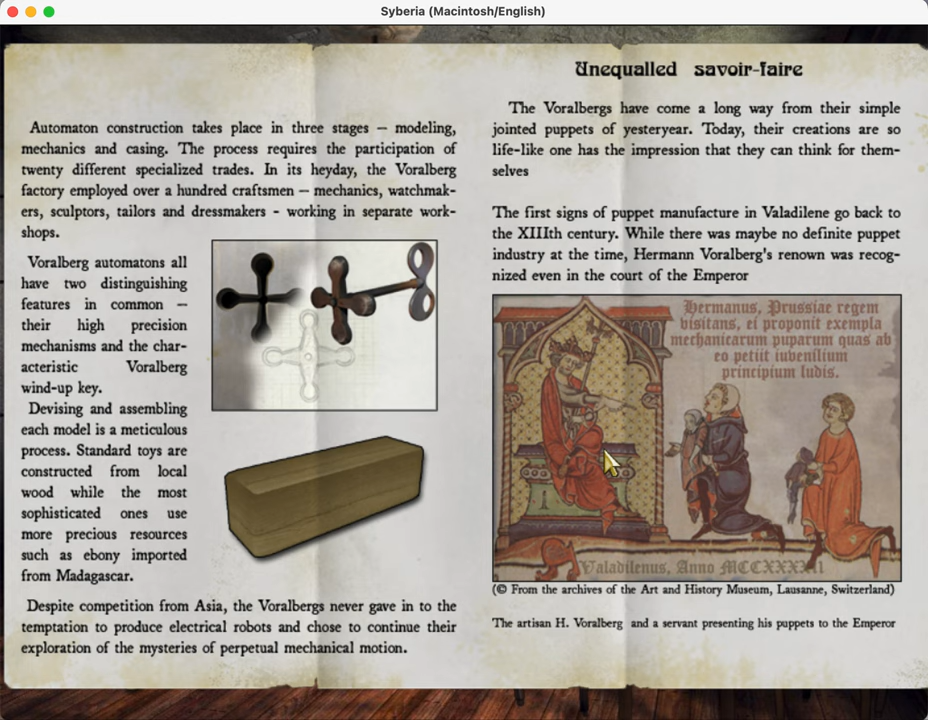 Syberia (Macintosh/English)
Automaton construction takes place in three stages – modeling,
mechanics and casing. The process requires the participation of
twenty different specialized trades. In its heyday, the Voralberg
factory employed over a hundred craftsmen – mechanics, watchmak-
ers, sculptors, tailors and dressmakers - working in separate work-
shops.
Voralberg automatons all
have two distinguishing
features in common –
their high precision
mechanisms and the char-
acteristic Voralberg
wind-up key.
Devising and assembling
each model is a meticulous
process. Standard toys are
constructed from local
wood while the most
sophisticated ones use
more precious resources
such as ebony imported
from Madagascar.
Despite competition from Asia, the Voralbergs never gave in to the
temptation to produce electrical robots and chose to continue their
exploration of the mysteries of perpetual mechanical motion.
Unequalled savoir-faire
The Voralbergs have come a long way from their simple
jointed puppets of yesteryear. Today, their creations are so
life-like one has the impression that they can think for them-
selves
The first signs of puppet manufacture in Valadilene go back to
the XIIIth century. While there was maybe no definite puppet
industry at the time, Hermann Voralberg's renown was recog-
nized even in the court of the Emperor
Hermanus, Prussiae regem
visitans, ei proponit exempla
mechanicarum puparum quas ab
eo petiit iubenilium
principium ludis.
Valadilenus, Anno
(© From the archives of the Art and History Museum, Lausanne, Switzerland)
The artisan H. Voralberg and a servant presenting his puppets to the Emperor